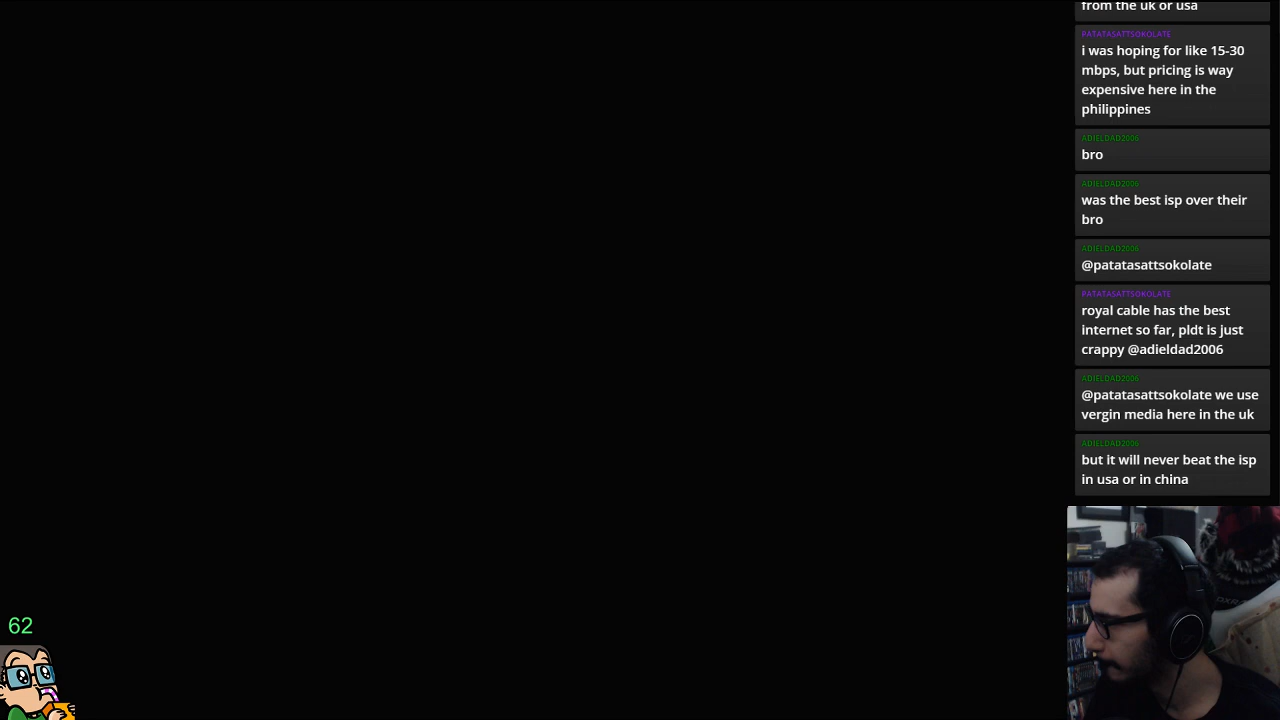 from the uk or usa
PATATASATTSOKOLATE
i was hoping for like 15-30
mbps, but pricing is way
expensive here in the
philippines
ADIELDAD2006
bro
ADIELDAD2006
was the best isp over their
bro
ADIELDAD2006
@patatasattsokolate
PATATASATTSOKOLATE
royal cable has the best
internet so far, pldt is just
crappy @adieldad2006
ADIELDAD2006
@patatasattsokolate we use
vergin media here in the uk
ADIELDAD2006
but it will never beat the isp
in usa or in china
62